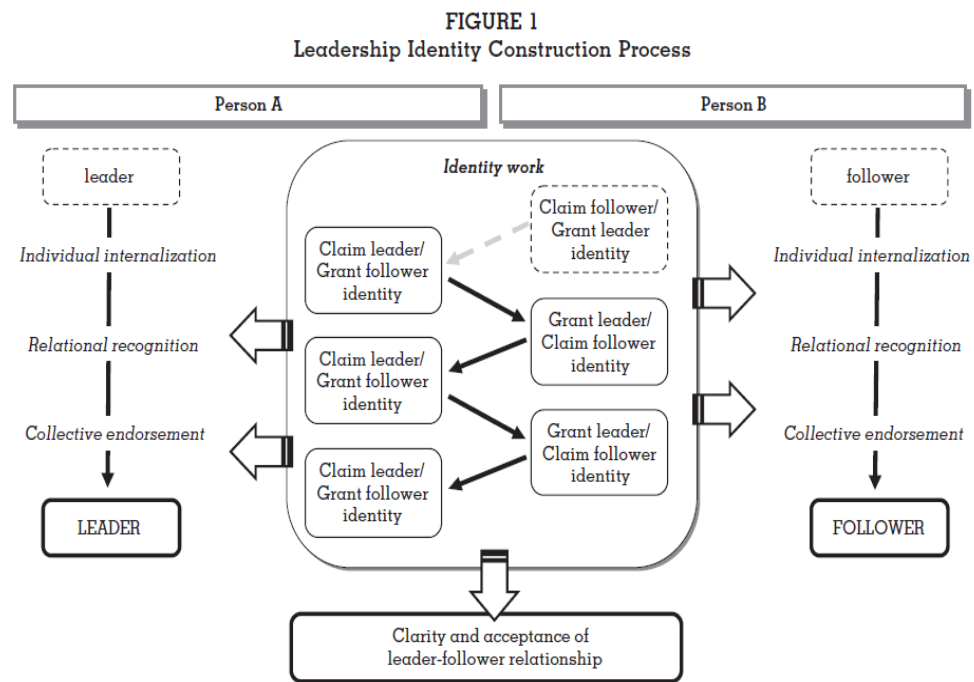 FIGURE 1
Leadership Identity Construction Process
Person A
Person B
leader
Individual internalization
Relational recognition
Collective endorsement
LEADER
Identity work
Claim follower/
Grant leader
identity
Claim leader/
Grant follower
identity
Grant leader/
Claim follower
identity
Claim leader/
Grant follower
identity
Grant leader/
Claim follower
identity
Claim leader/
Grant follower
identity
follower
Individual internalization
Relational recognition
Collective endorsement
FOLLOWER
Clarity and acceptance of
leader-follower relationship